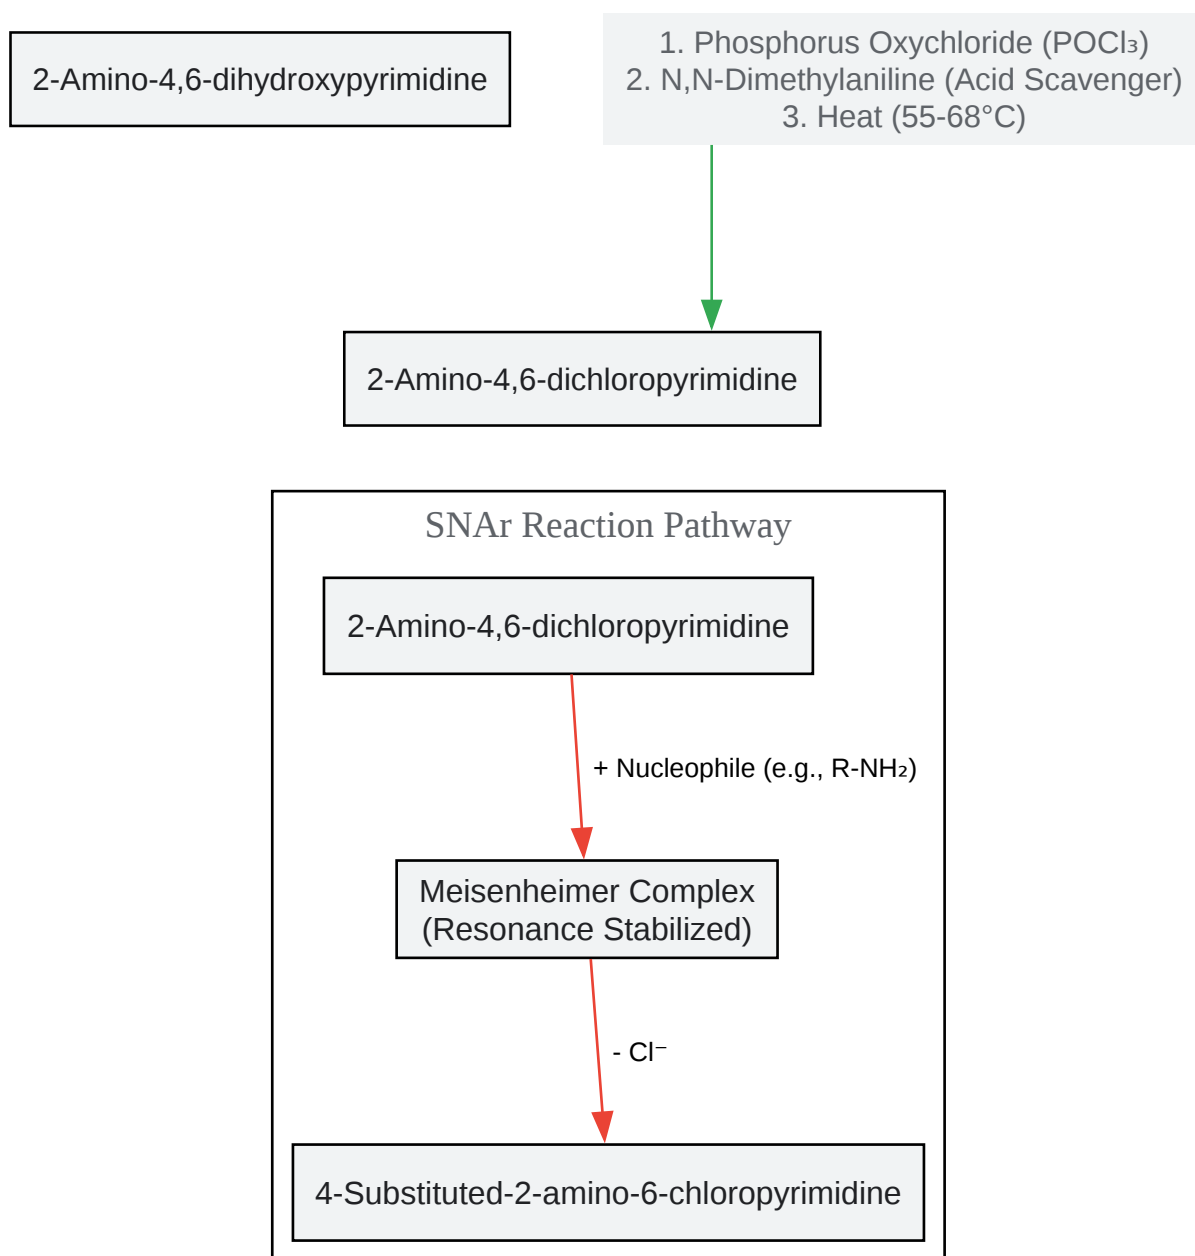 2-Amino-4,6-dihydroxypyrimidine
1. Phosphorus Oxychloride (POCl₃)
2. N,N-Dimethylaniline (Acid Scavenger)
3. Heat (55-68°C)
2-Amino-4,6-dichloropyrimidine
SNAr Reaction Pathway
2-Amino-4,6-dichloropyrimidine
+ Nucleophile (e.g., R-NH₂)
Meisenheimer Complex
(Resonance Stabilized)
- Cl⁻
4-Substituted-2-amino-6-chloropyrimidine